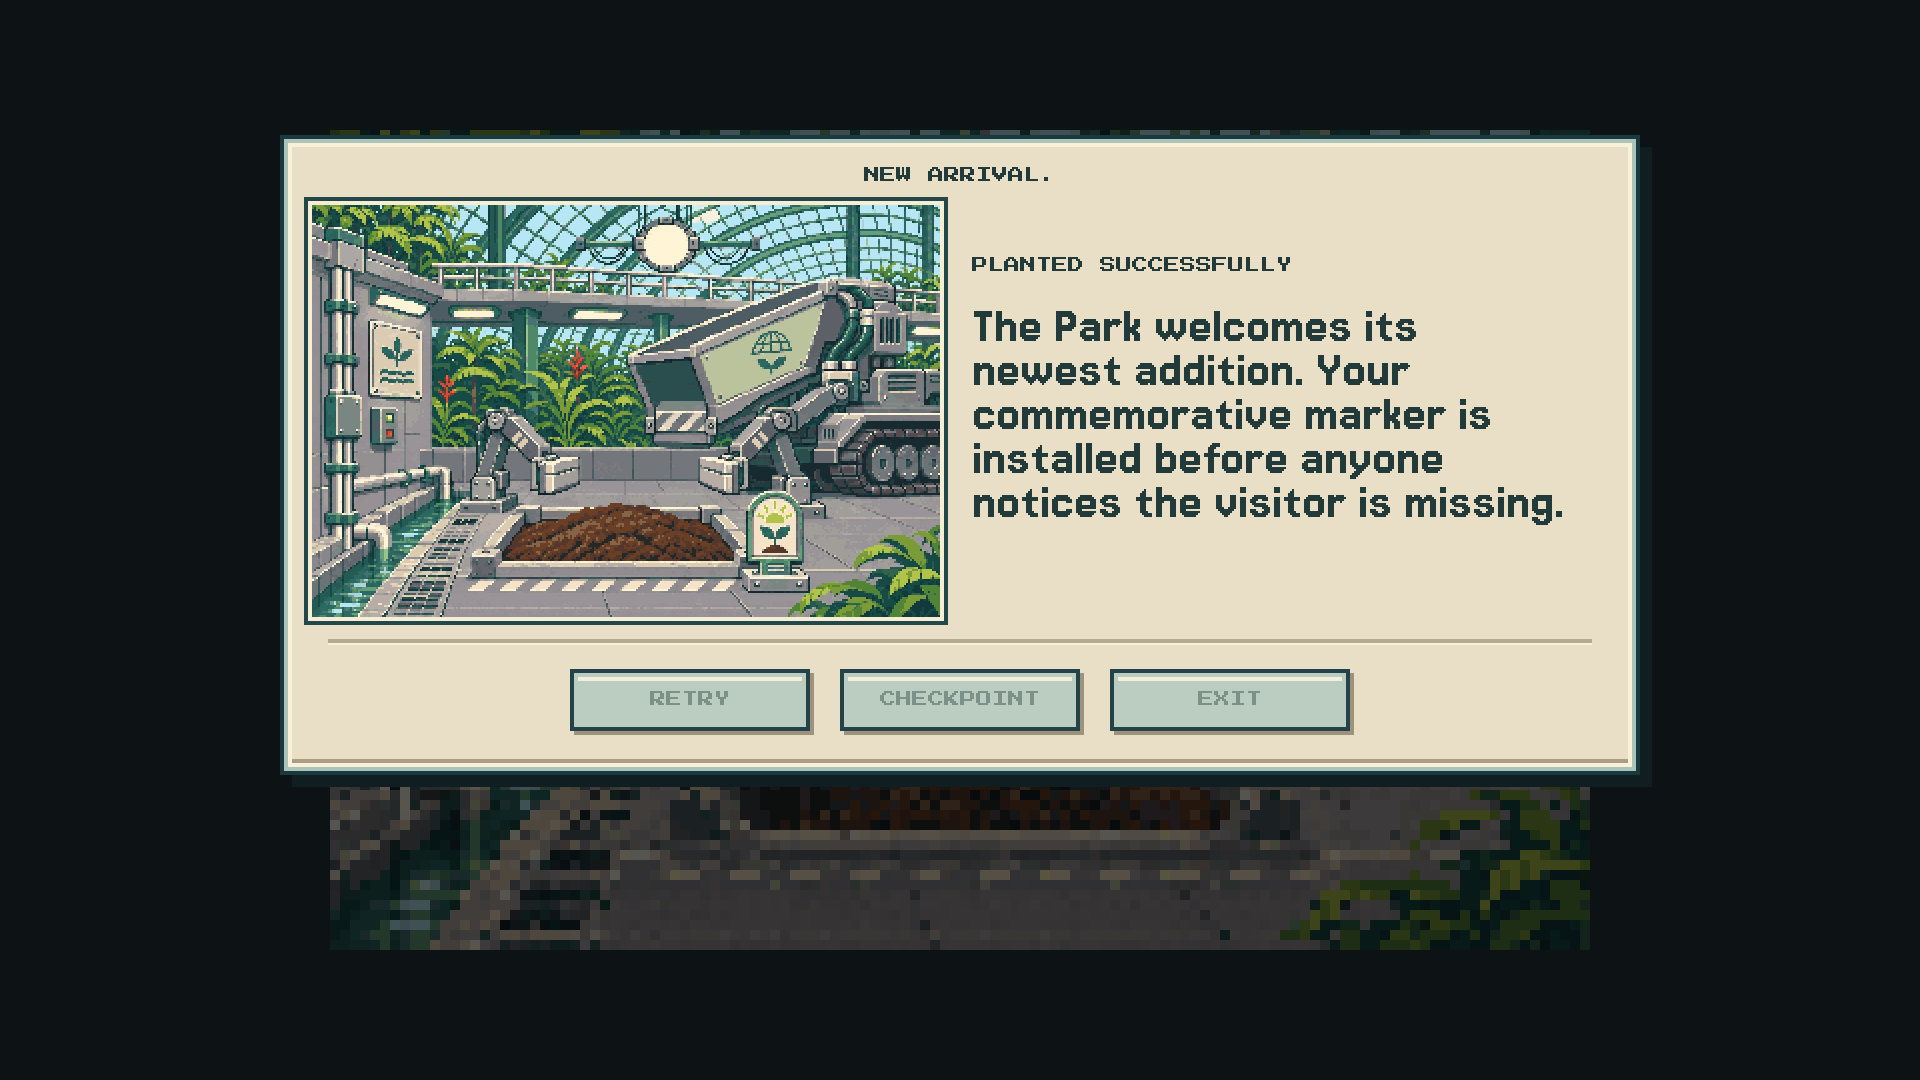 NEW ARRIVAL.
PLANTED SUCCESSFULLY
The Park welcomes its
newest addition. Your
commemorative marker is
installed before anyone
notices the visitor is missing.
RETRY
CHECKPOINT
EXIT